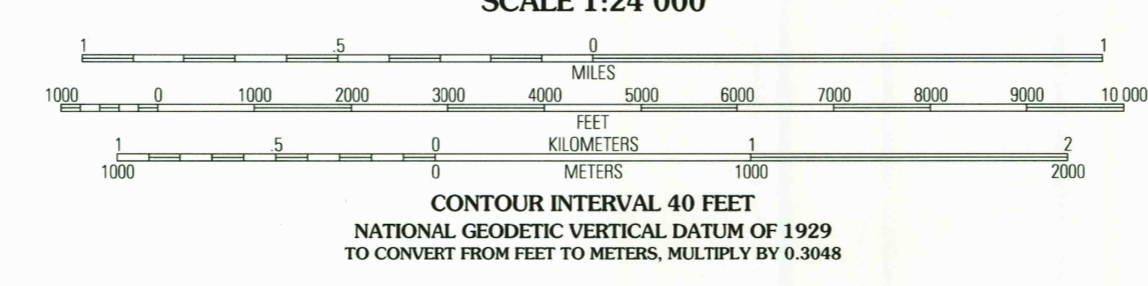 SCALE 1:24 000
1 .5 0 1
MILES
1000 0 1000 2000 3000 4000 5000 6000 7000 8000 9000 10 000
FEET
1 .5 0 KILOMETERS 1 2
1000 0 METERS 1000 2000
CONTOUR INTERVAL 40 FEET
NATIONAL GEODETIC VERTICAL DATUM OF 1929
TO CONVERT FROM FEET TO METERS, MULTIPLY BY 0.3048